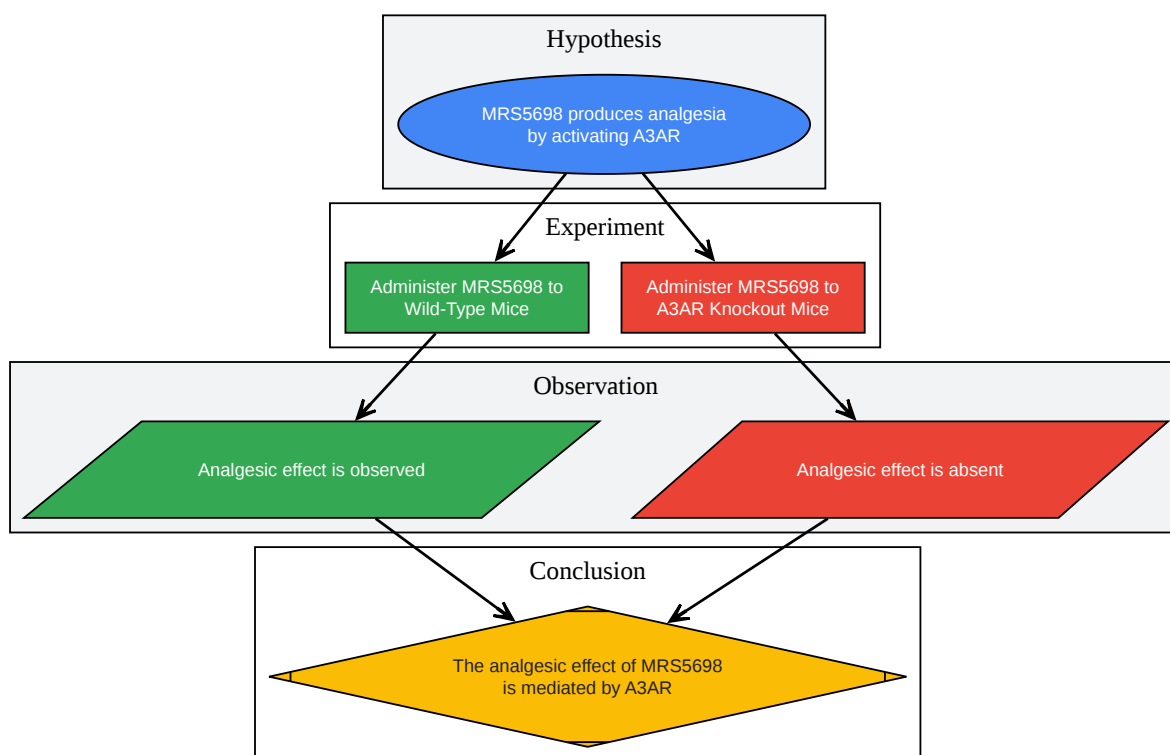 Hypothesis
MRS5698 produces analgesia
by activating A3AR
Experiment
Administer MRS5698 to
Wild-Type Mice
Administer MRS5698 to
A3AR Knockout Mice
Observation
Analgesic effect is observed
Analgesic effect is absent
Conclusion
The analgesic effect of MRS5698
is mediated by A3AR